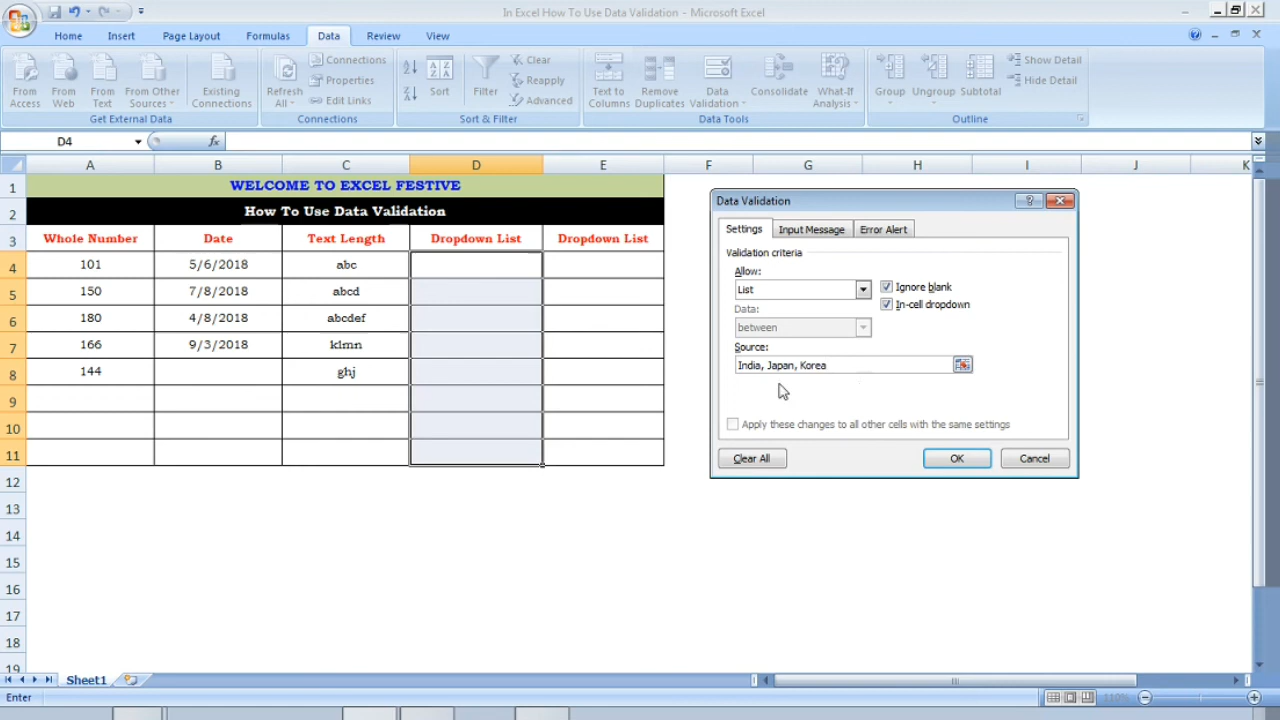 In Excel How To Use Data Validation - Microsoft Excel
Home Insert Page Layout Formulas Data Review View
From Access
From Web
From Text
From Other Sources
Existing Connections
Get External Data
Refresh All
Connections
Properties
Edit Links
Connections
Sort
Filter
Clear
Reapply
Advanced
Sort & Filter
Text to Columns
Remove Duplicates
Data Validation
Consolidate
What-If Analysis
Data Tools
Group
Ungroup
Subtotal
Show Detail
Hide Detail
Outline
D4 fx
A B C D E F G H I J K
1 WELCOME TO EXCEL FESTIVE
2 How To Use Data Validation
3 Whole Number Date Text Length Dropdown List Dropdown List
4 101 5/6/2018 abc
5 150 7/8/2018 abcd
6 180 4/8/2018 abcdef
7 166 9/3/2018 klmn
8 144 ghj
9
10
11
12
13
14
15
16
17
18
19
Data Validation
Settings Input Message Error Alert
Validation criteria
Allow:
List
Ignore blank
In-cell dropdown
Data:
between
Source:
India, Japan, Korea
Apply these changes to all other cells with the same settings
Clear All OK Cancel
Sheet1
Enter 110%